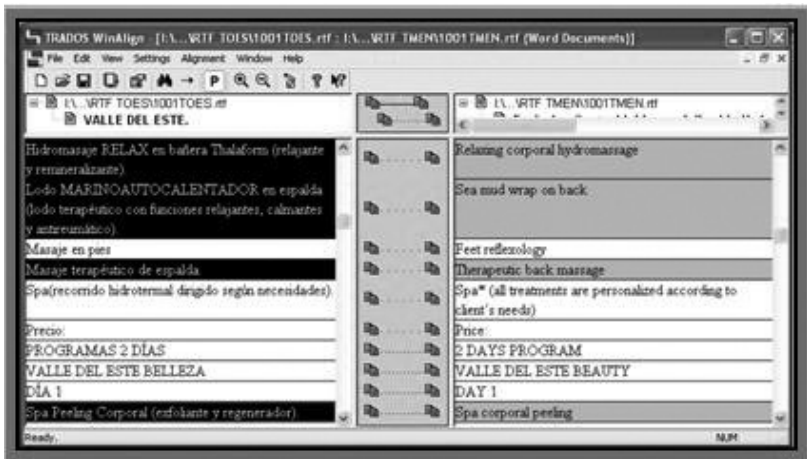 TRADOS WinAlign - [I:\...\RTF TOES\1001TOES.rtf : I:\...\RTF TMEN\1001TMEN.rtf (Word Documents)]
File Edit View Settings Alignment Window Help
P
I:\...\RTF TOES\1001TOES.rtf
VALLE DEL ESTE.
I:\...\RTF TMEN\1001TMEN.rtf
Hidromasaje RELAX en bañera Thalaform (relajante
y remineralizante).
Relaxing corporal hydromassage
Lodo MARINOAUTOCALENTADOR en espalda
(lodo terapéutico con funciones relajantes, calmantes
y antireumático).
Sea mud wrap on back
Masaje en pies
Feet reflexology
Masaje terapéutico de espalda
Therapeutic back massage
Spa(recorrido hidrotermal dirigido según necesidades).
Spa* (all treatments are personalized according to
client's needs)
Precio:
Price:
PROGRAMAS 2 DÍAS
2 DAYS PROGRAM
VALLE DEL ESTE BELLEZA
VALLE DEL ESTE BEAUTY
DÍA 1
DAY 1
Spa Peeling Corporal (exfoliante y regenerador).
Spa corporal peeling
Ready.
NUM